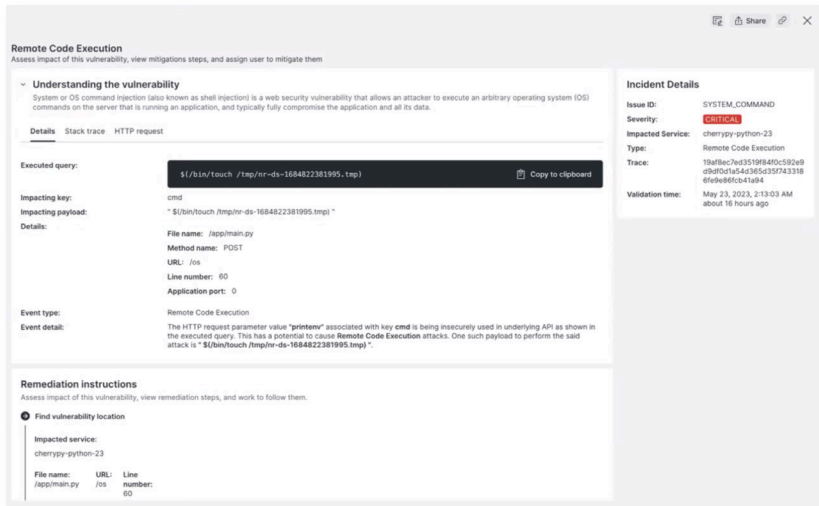 Share
Remote Code Execution
Assess impact of this vulnerability, view mitigations steps, and assign user to mitigate them
Understanding the vulnerability
System or OS command injection (also known as shell injection) is a web security vulnerability that allows an attacker to execute an arbitrary operating system (OS)
commands on the server that is running an application, and typically fully compromise the application and all its data.
Details Stack trace HTTP request
Executed query:
$(/bin/touch /tmp/nr-ds-1684822381995.tmp)
Copy to clipboard
Impacting key: cmd
Impacting payload: " $(/bin/touch /tmp/nr-ds-1684822381995.tmp) "
Details:
File name: /app/main.py
Method name: POST
URL: /os
Line number: 60
Application port: 0
Event type: Remote Code Execution
Event detail: The HTTP request parameter value "printenv" associated with key cmd is being insecurely used in underlying API as shown in
the executed query. This has a potential to cause Remote Code Execution attacks. One such payload to perform the said
attack is " $(/bin/touch /tmp/nr-ds-1684822381995.tmp) ".
Remediation instructions
Assess impact of this vulnerability, view remediation steps, and work to follow them.
Find vulnerability location
Impacted service:
cherrypy-python-23
File name: URL: Line
number:
/app/main.py /os
60
Incident Details
Issue ID: SYSTEM_COMMAND
Severity: CRITICAL
Impacted Service: cherrypy-python-23
Type: Remote Code Execution
Trace: 19af8ec7ed3519f84f0c592e9
d9df0d1a54d365d35f743318
6fe9e86fcb41a94
Validation time: May 23, 2023, 2:13:03 AM
about 16 hours ago